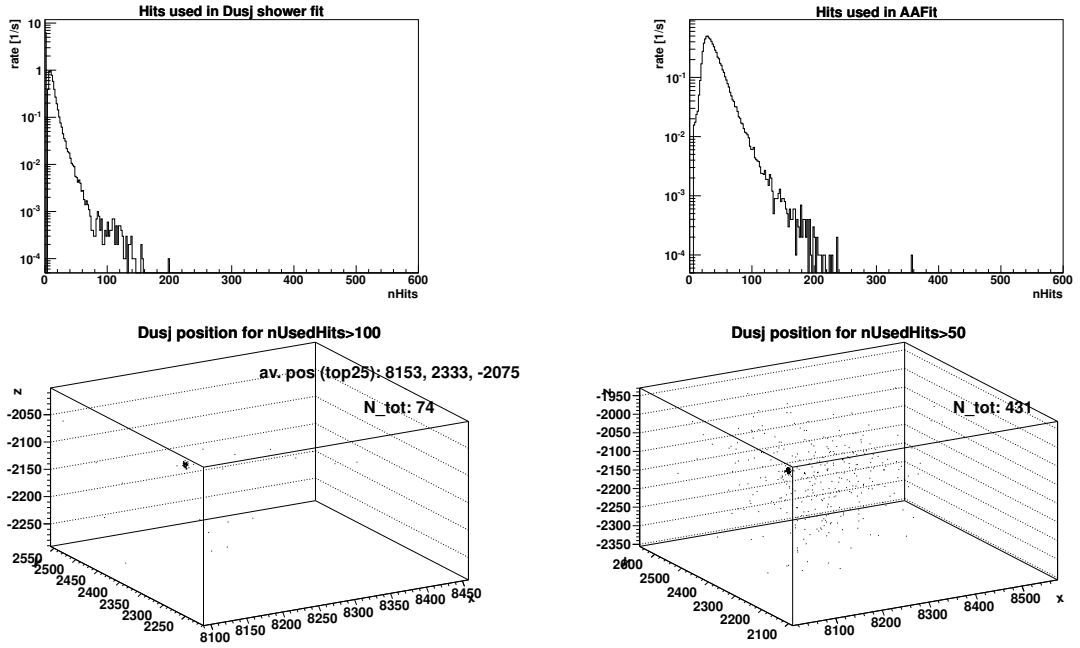 Hits used in Dusj shower fit
rate [1/s]
10
1
10-1
10-2
10-3
10-4
0 100 200 300 400 500 600
nHits
Hits used in AAFit
rate [1/s]
10-1
10-2
10-3
10-4
0 100 200 300 400 500 600
nHits
Dusj position for nUsedHits>100
av. pos (top25): 8153, 2333, -2075
N_tot: 74
z
-2050
-2100
-2150
-2200
-2250
2550
2500
2450
2400
2350
2300
2250
8100 8150 8200 8250 8300 8350 8400 8450
x
Dusj position for nUsedHits>50
N_tot: 431
-1950
-2000
-2050
-2100
-2150
-2200
-2250
-2300
-2350
2600
2500
2400
2300
2200
2100
8100 8200 8300 8400 8500
x